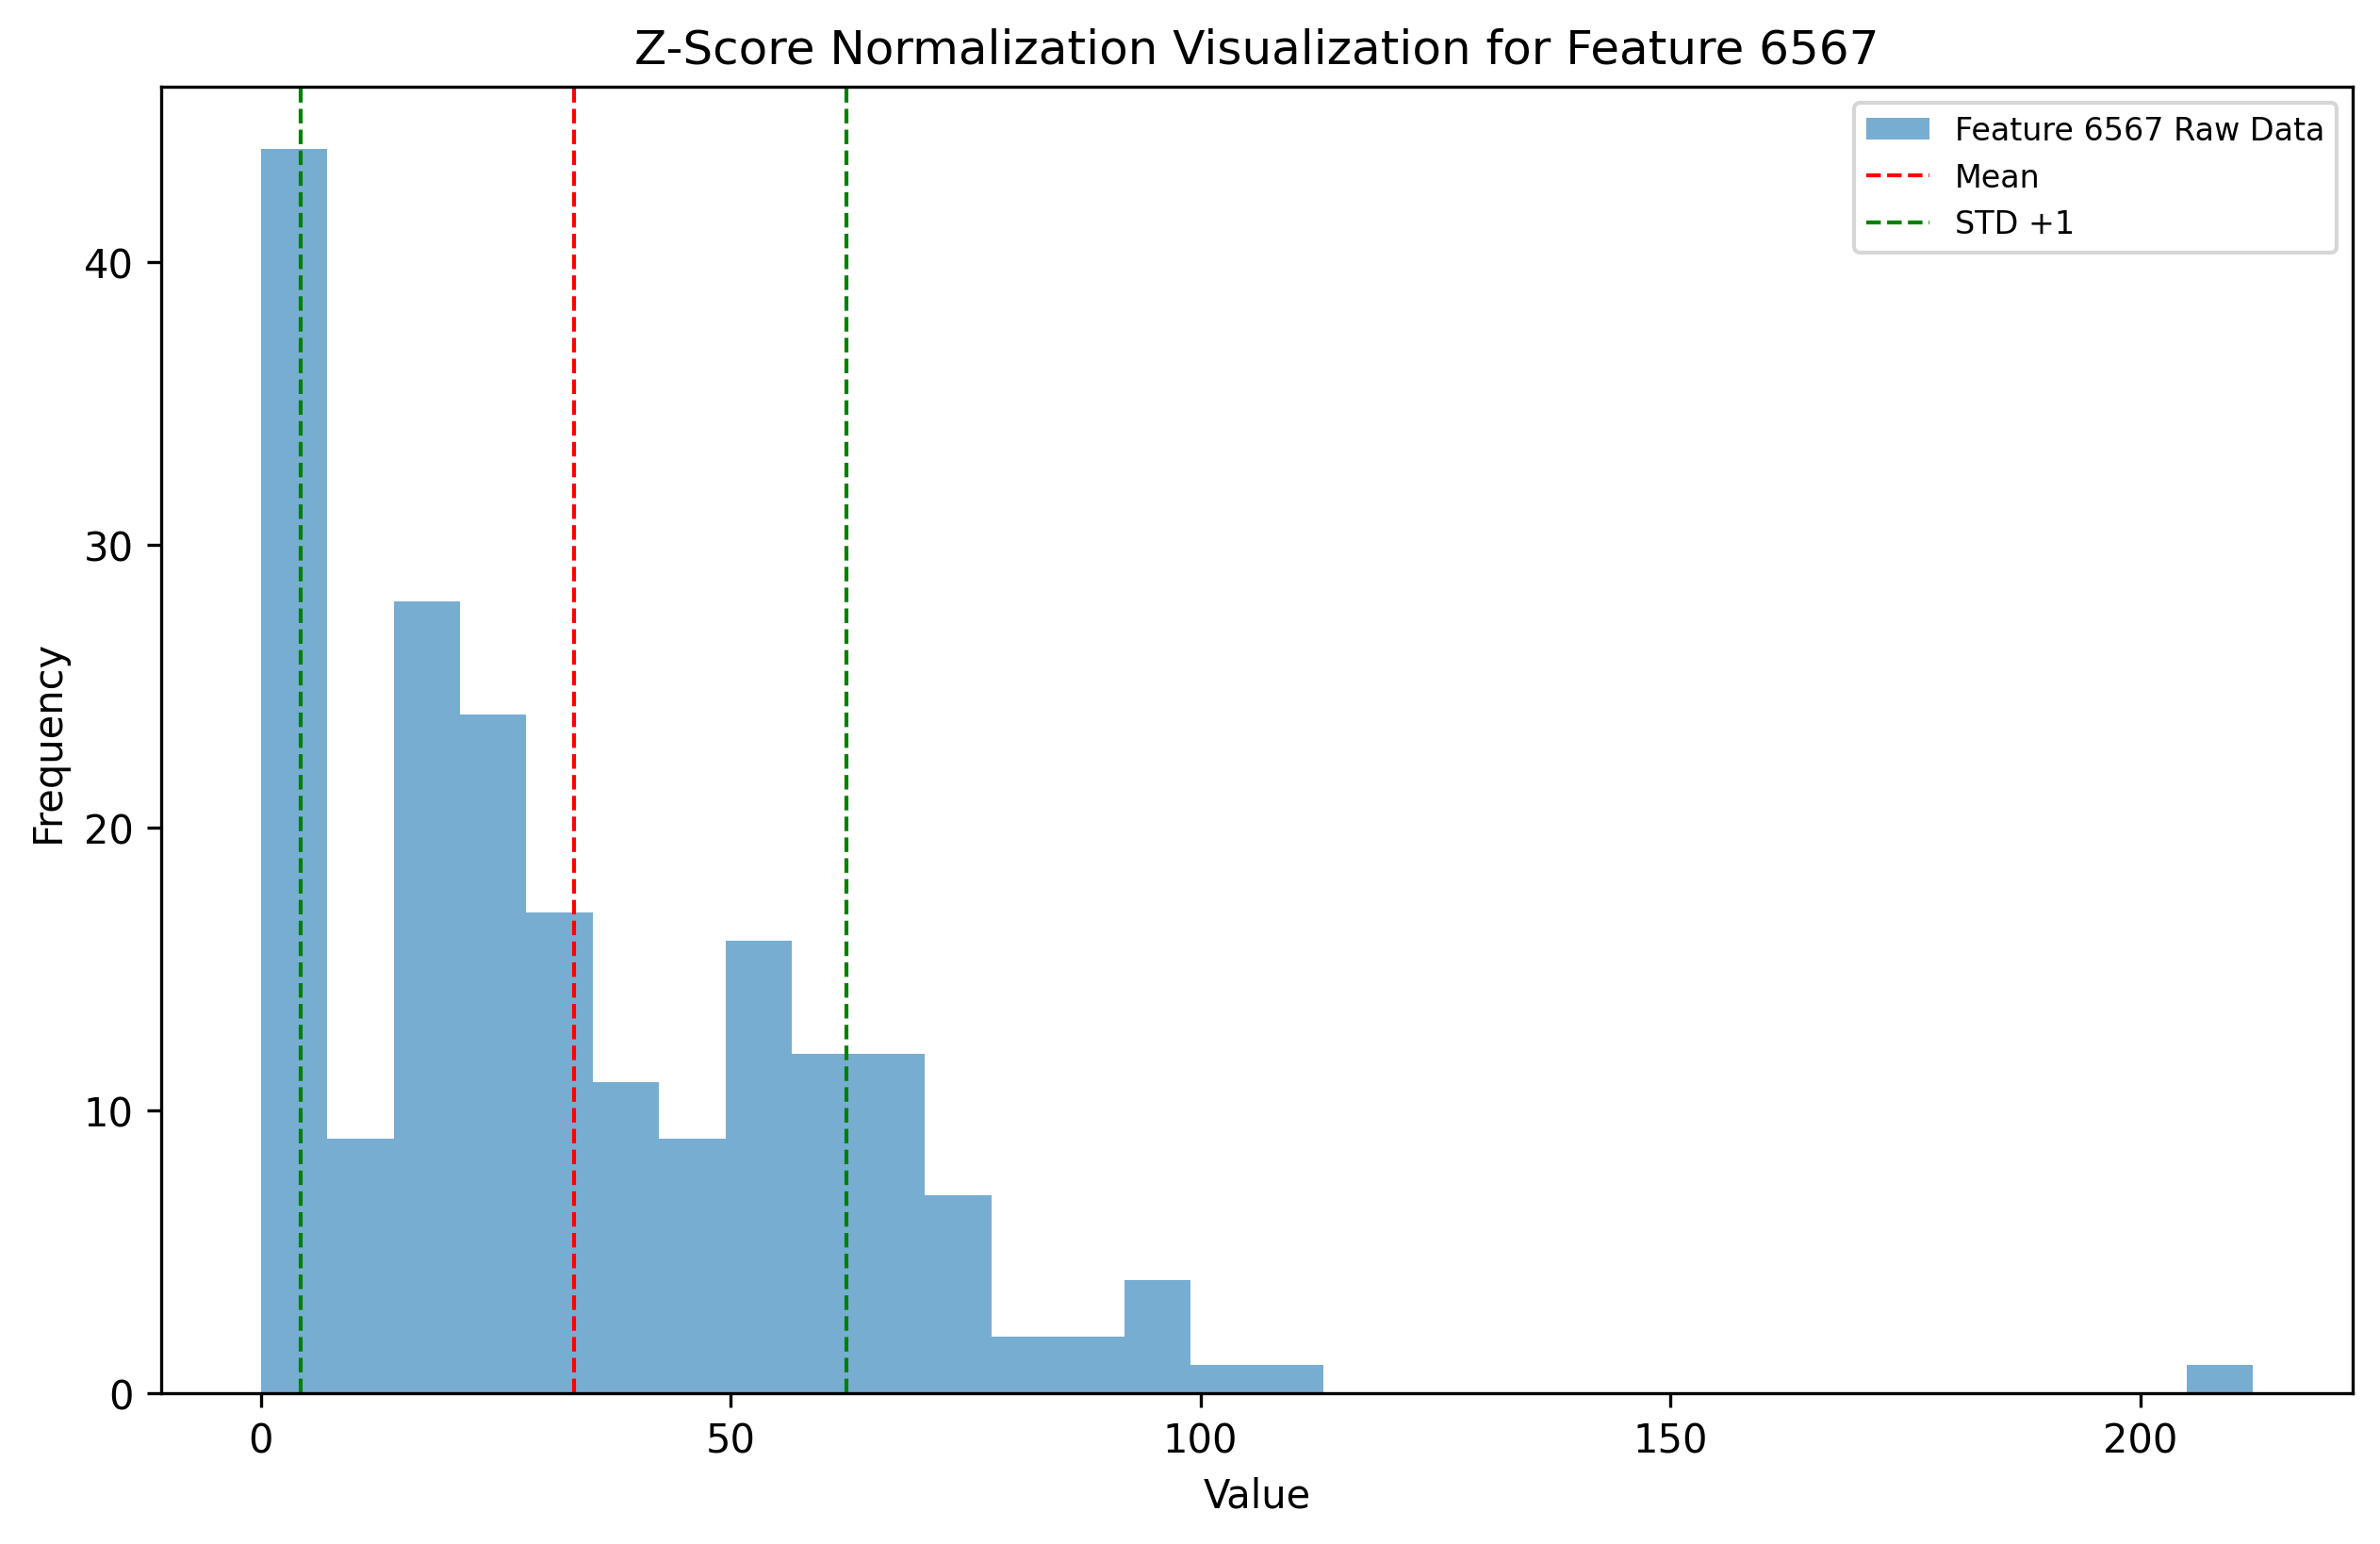 Z-Score Normalization Visualization for Feature 6567
Feature 6567 Raw Data
Mean
STD +1
Frequency
40
30
20
10
0
0 50 100 150 200
Value